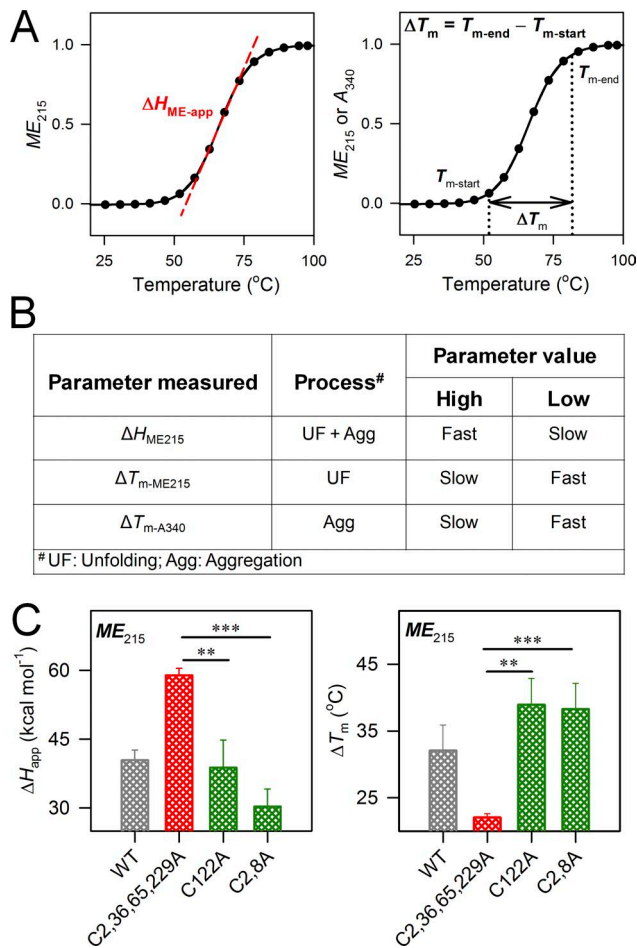 A
1.0
0.5
0.0
ME215
ΔHME-app
25 50 75 100
Temperature (oC)
ΔTm = Tm-end − Tm-start
1.0
0.5
0.0
ME215 or A340
Tm-end
Tm-start
ΔTm
25 50 75 100
Temperature (oC)
B
Parameter measured Process# Parameter value
High Low
ΔHME215 UF + Agg Fast Slow
ΔTm-ME215 UF Slow Fast
ΔTm-A340 Agg Slow Fast
# UF: Unfolding; Agg: Aggregation
C
ME215
***
**
60
45
30
ΔHapp (kcal mol−1)
WT
C2,36,65,229A
C122A
C2,8A
ME215
***
**
45
35
25
ΔTm (oC)
WT
C2,36,65,229A
C122A
C2,8A